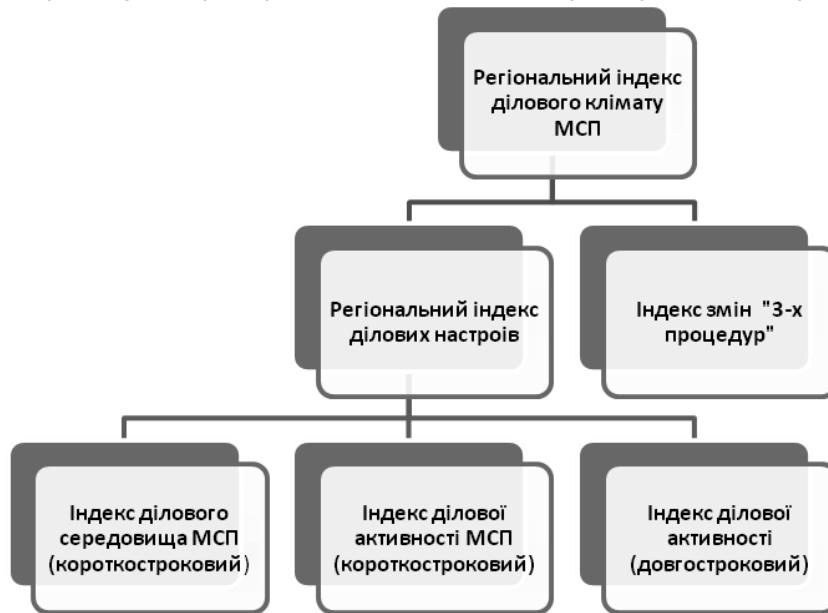 Регіональний індекс
ділового клімату
МСП
Регіональний індекс
ділових настроїв
Індекс змін "3-х
процедур"
Індекс ділового
середовища МСП
(короткостроковий)
Індекс ділової
активності МСП
(короткостроковий)
Індекс ділової
активності
(довгостроковий)